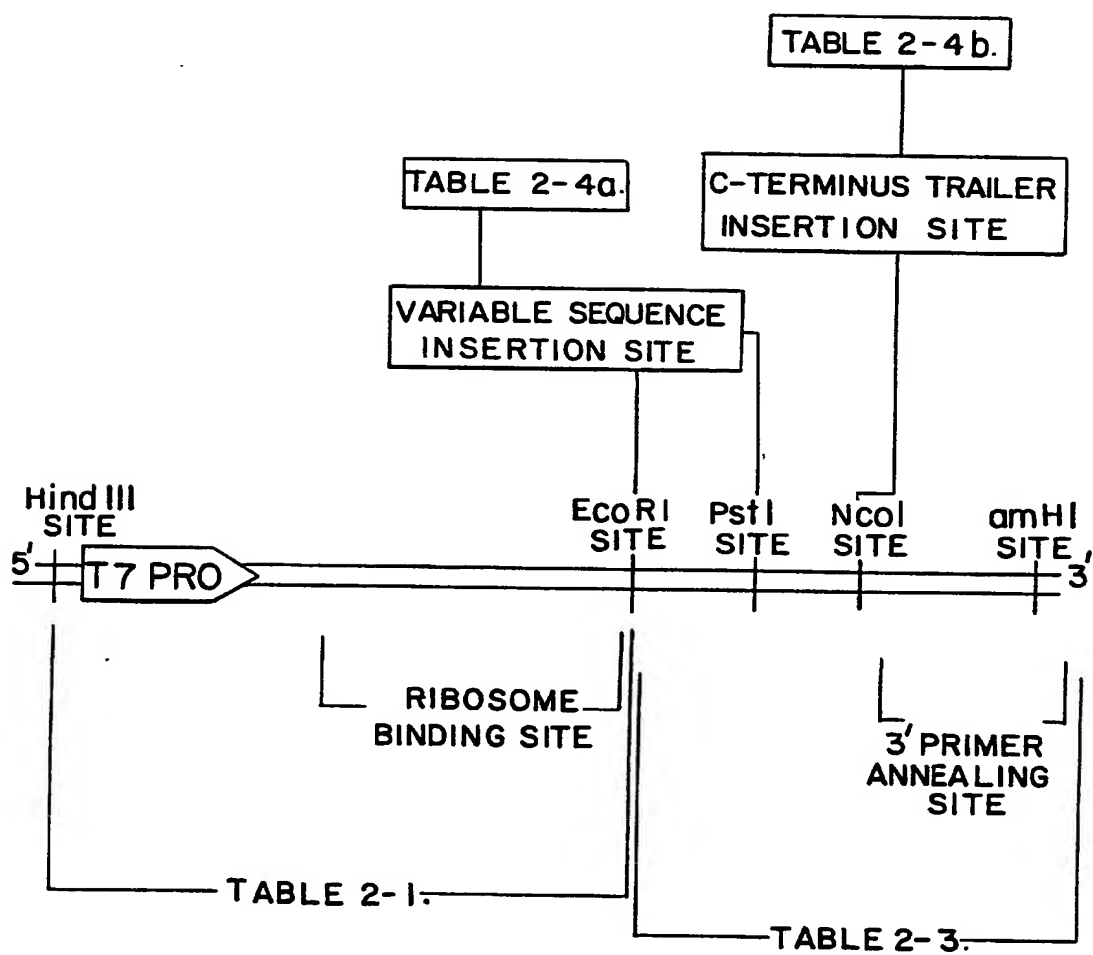 TABLE 2-4b.
C-TERMINUS TRAILER
INSERTION SITE
TABLE 2-4a.
VARIABLE SEQUENCE
INSERTION SITE
Hind III
SITE
EcoRI
SITE
PstI
SITE
NcoI
SITE
amHI
SITE
5'
T7 PRO
3'
RIBOSOME
BINDING SITE
3' PRIMER
ANNEALING
SITE
TABLE 2-1.
TABLE 2-3.